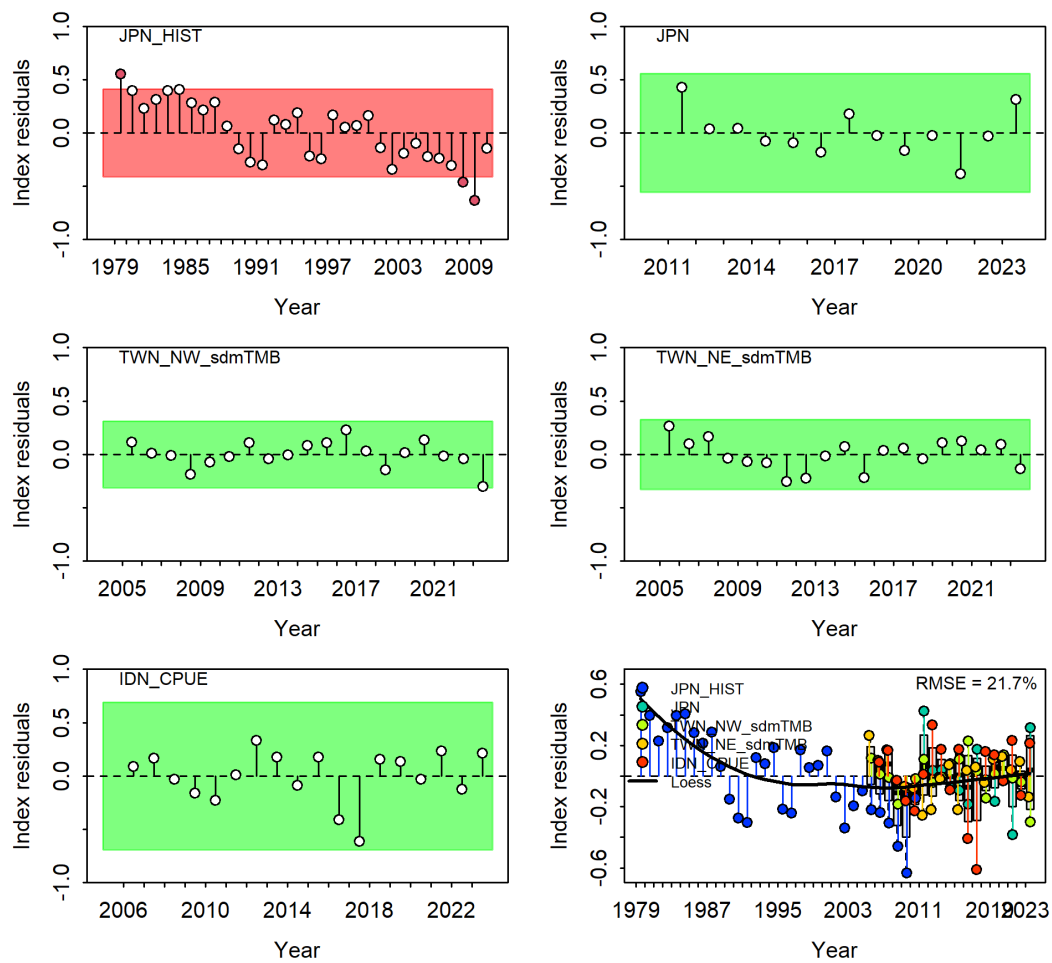 JPN_HIST
Index residuals
1.0
0.5
0.0
-1.0
1979 1985 1991 1997 2003 2009
Year
JPN
Index residuals
1.0
0.5
0.0
-1.0
2011 2014 2017 2020 2023
Year
TWN_NW_sdmTMB
Index residuals
1.0
0.5
0.0
-1.0
2005 2009 2013 2017 2021
Year
TWN_NE_sdmTMB
Index residuals
1.0
0.5
0.0
-1.0
2005 2009 2013 2017 2021
Year
IDN_CPUE
Index residuals
1.0
0.5
0.0
-1.0
2006 2010 2014 2018 2022
Year
RMSE = 21.7%
JPN_HIST
JPN
TWN_NW_sdmTMB
TWN_NE_sdmTMB
IDN_CPUE
Loess
Index residuals
0.6
0.2
-0.2
-0.6
1979 1987 1995 2003 2011 2019 2023
Year